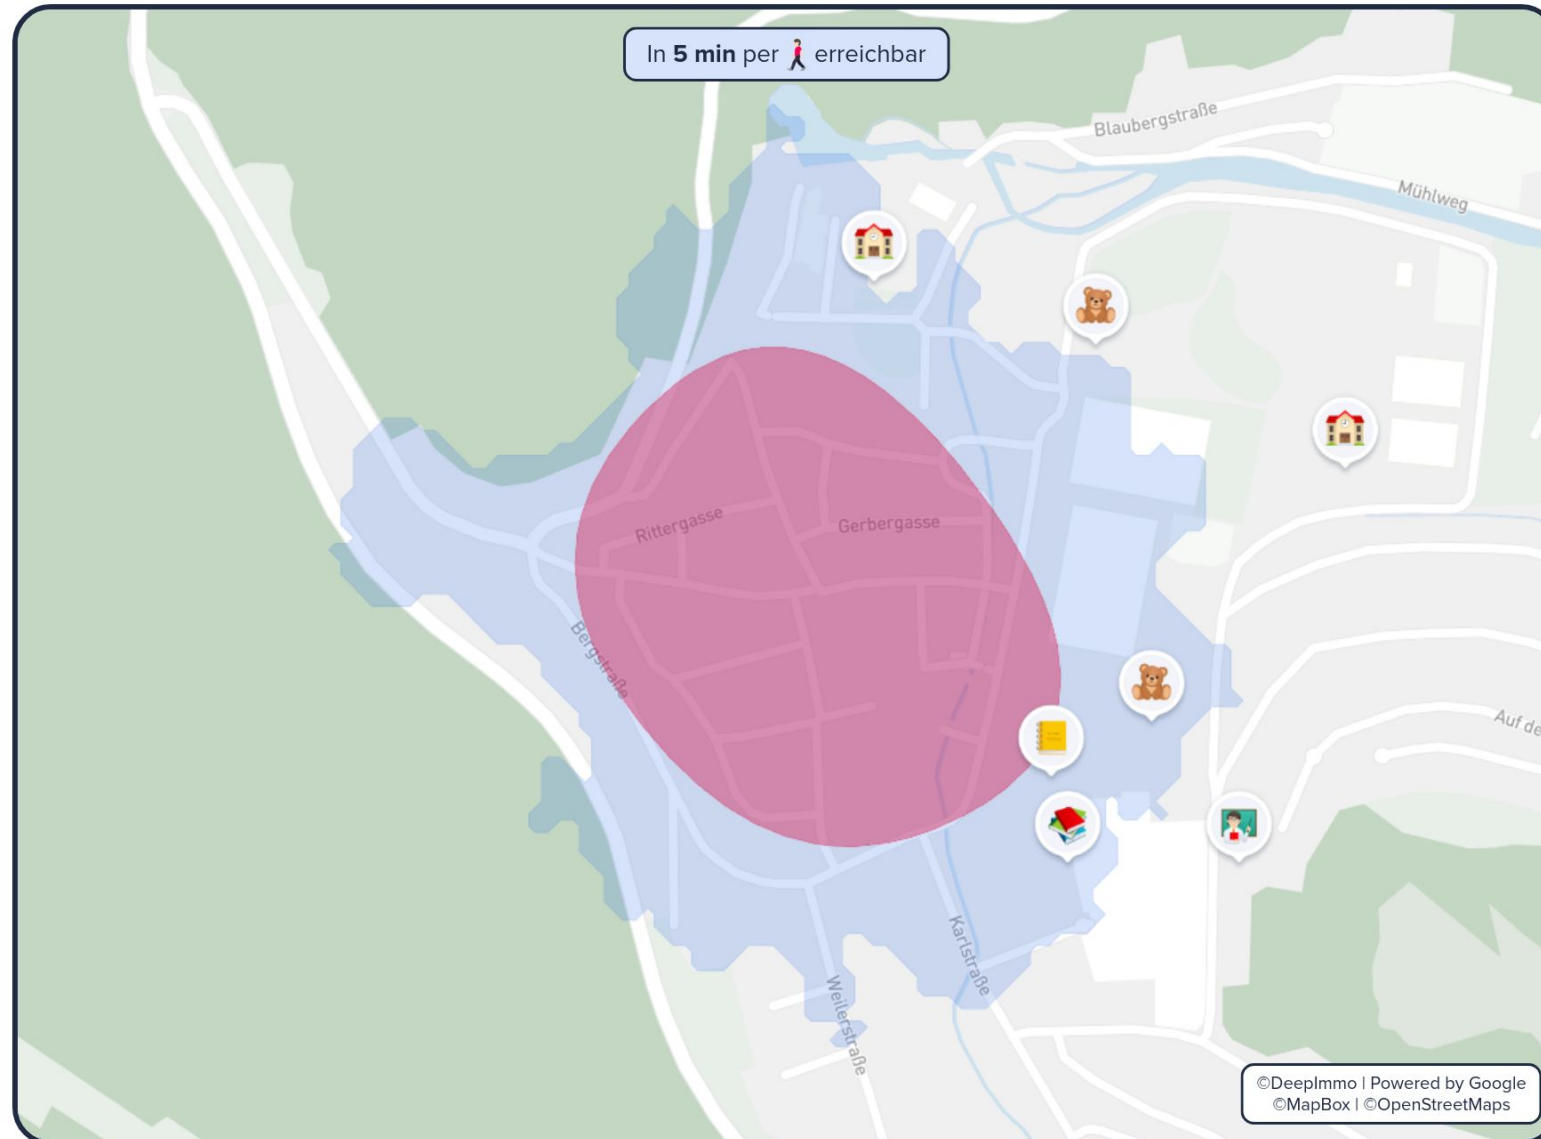 In 5 min per erreichbar
Blaubergstraße
Mühlweg
Rittergasse
Gerbergasse
Bergstraße
Auf de
Karlstraße
Weilerstraße
©DeepImmo | Powered by Google
©MapBox | ©OpenStreetMaps